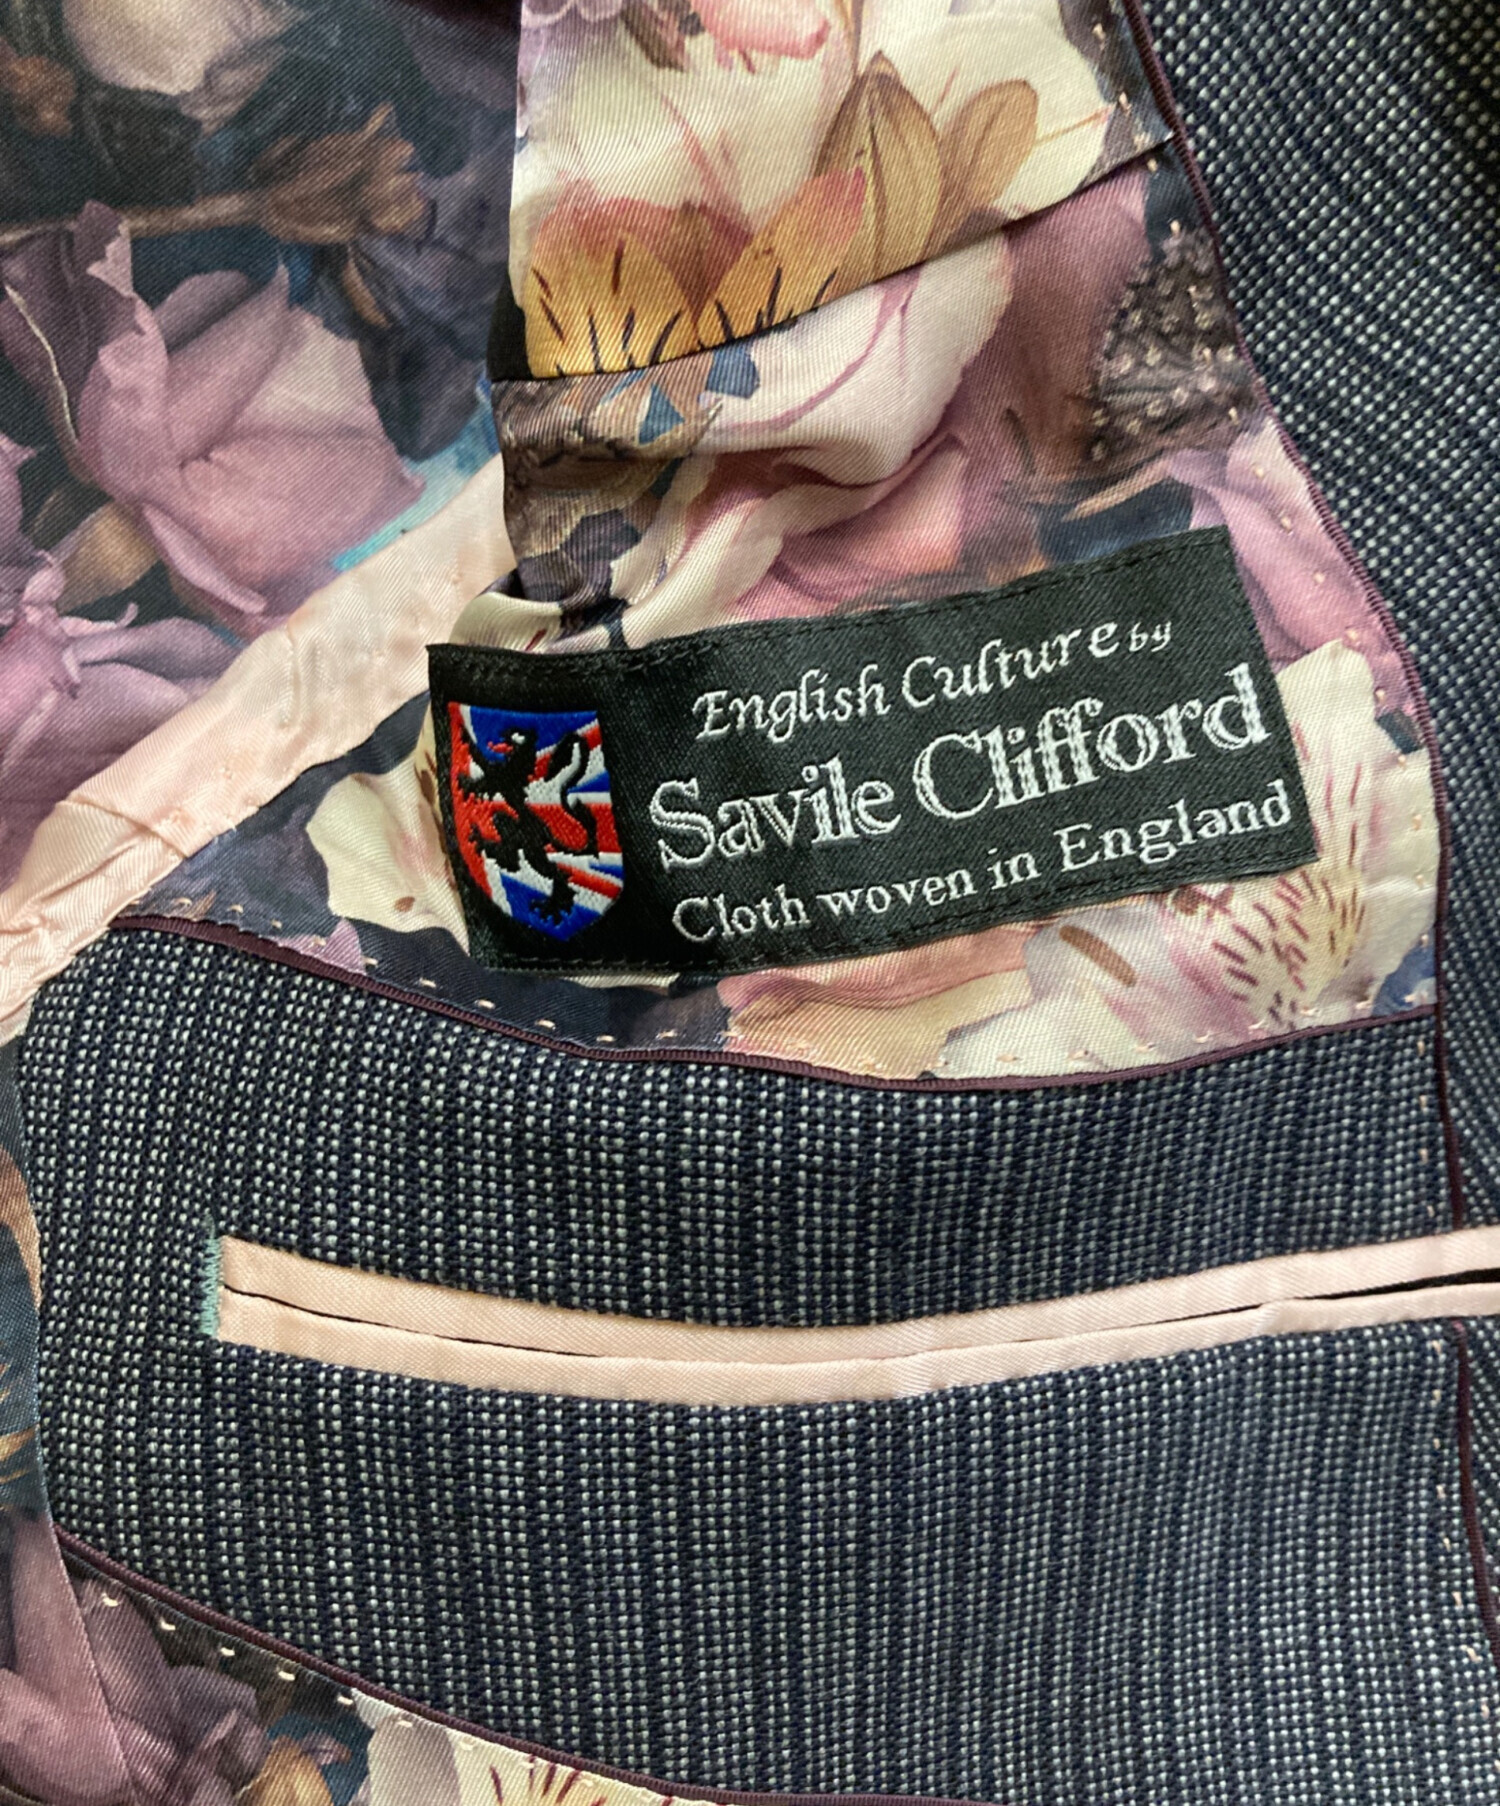 English Culture by
Savile Clifford
Cloth woven in England